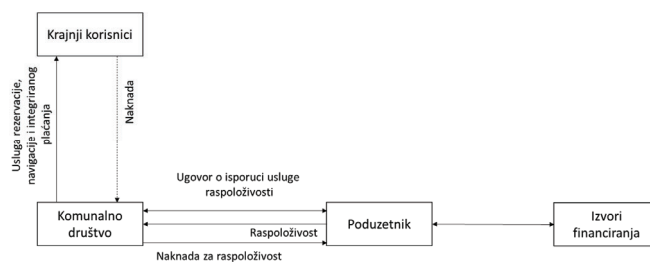 Krajnji korisnici
Usluga rezervacije,
navigacije i integriranog
plaćanja
Naknada
Ugovor o isporuci usluge
raspoloživosti
Komunalno
društvo
Raspoloživost
Naknada za raspoloživost
Poduzetnik
Izvori
financiranja